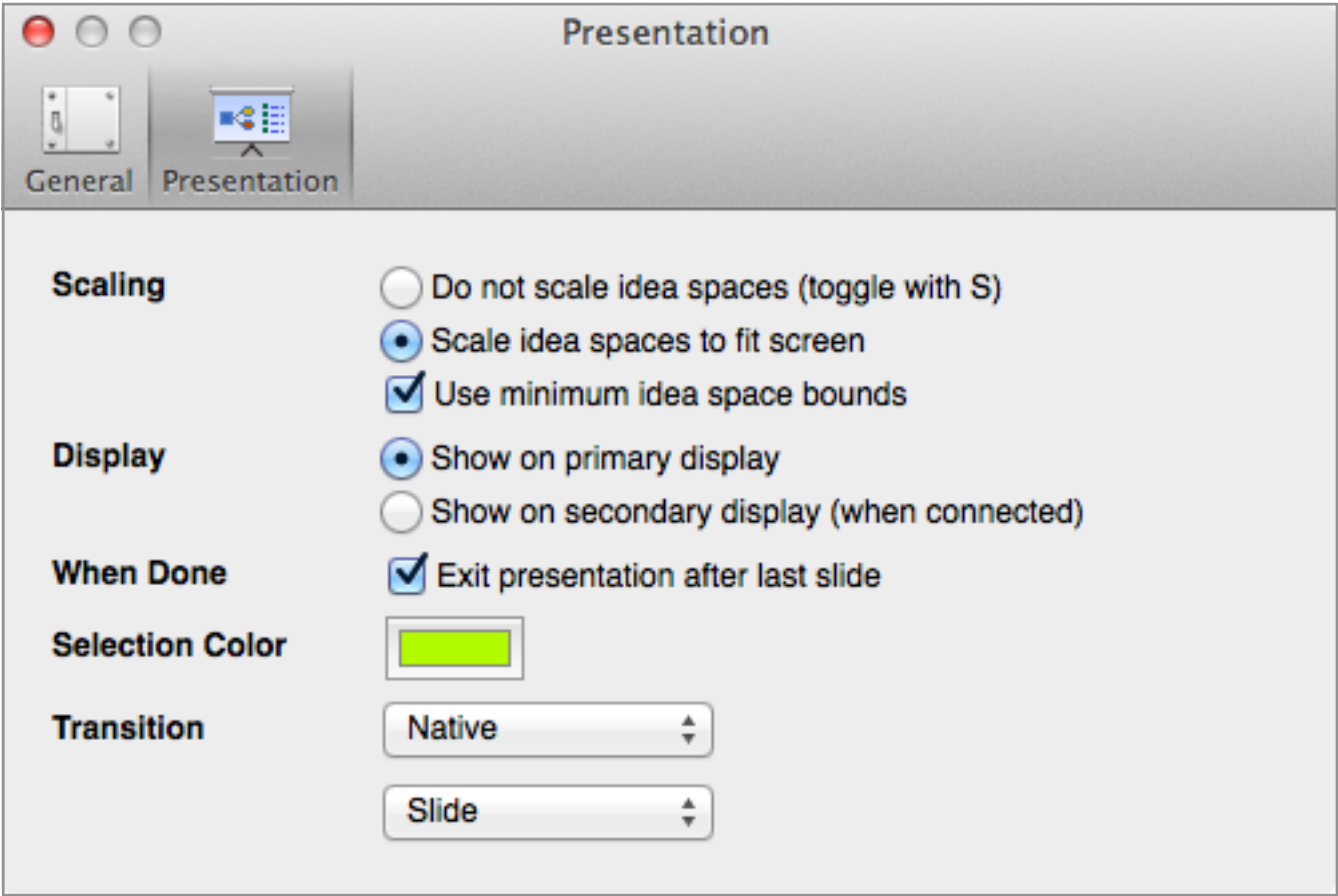 Presentation
General Presentation
Scaling Do not scale idea spaces (toggle with S)
Scale idea spaces to fit screen
Use minimum idea space bounds
Display Show on primary display
Show on secondary display (when connected)
When Done Exit presentation after last slide
Selection Color
Transition Native
Slide